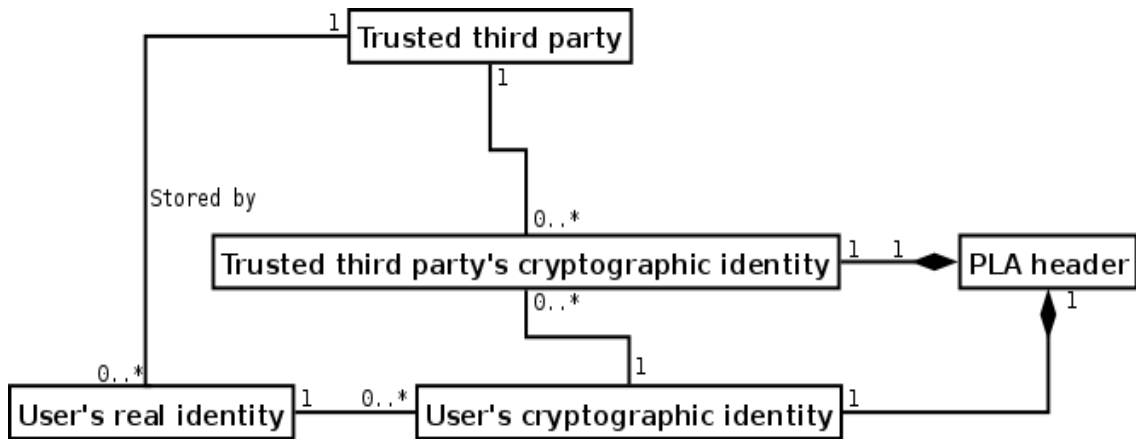 1
Trusted third party
1
Stored by
0..*
Trusted third party's cryptographic identity
1
1
PLA header
0..*
1
1
0..*
User's real identity
1
0..*
User's cryptographic identity
1